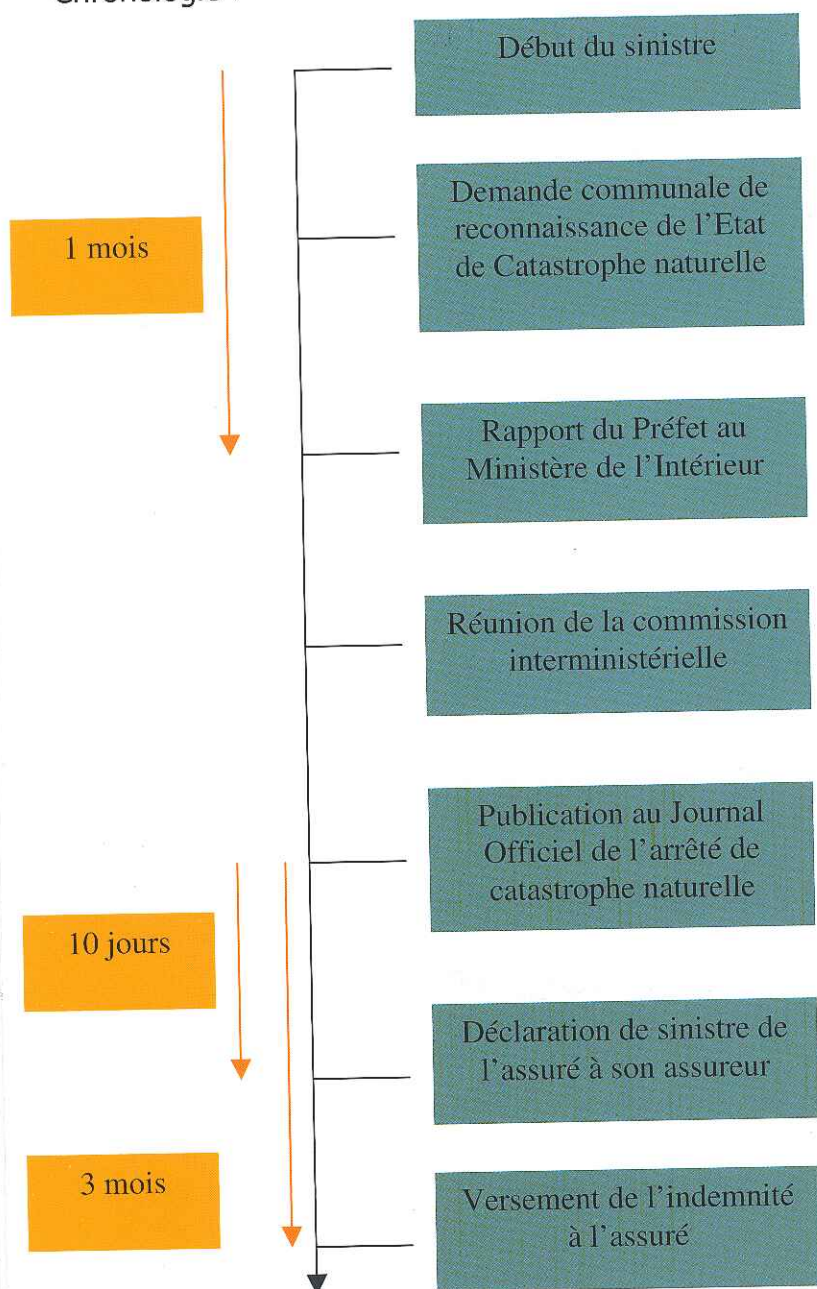 Début du sinistre
Demande communale de
reconnaissance de l'Etat
de Catastrophe naturelle
1 mois
Rapport du Préfet au
Ministère de l'Intérieur
Réunion de la commission
interministérielle
Publication au Journal
Officiel de l'arrêté de
catastrophe naturelle
10 jours
Déclaration de sinistre de
l'assuré à son assureur
3 mois
Versement de l'indemnité
à l'assuré